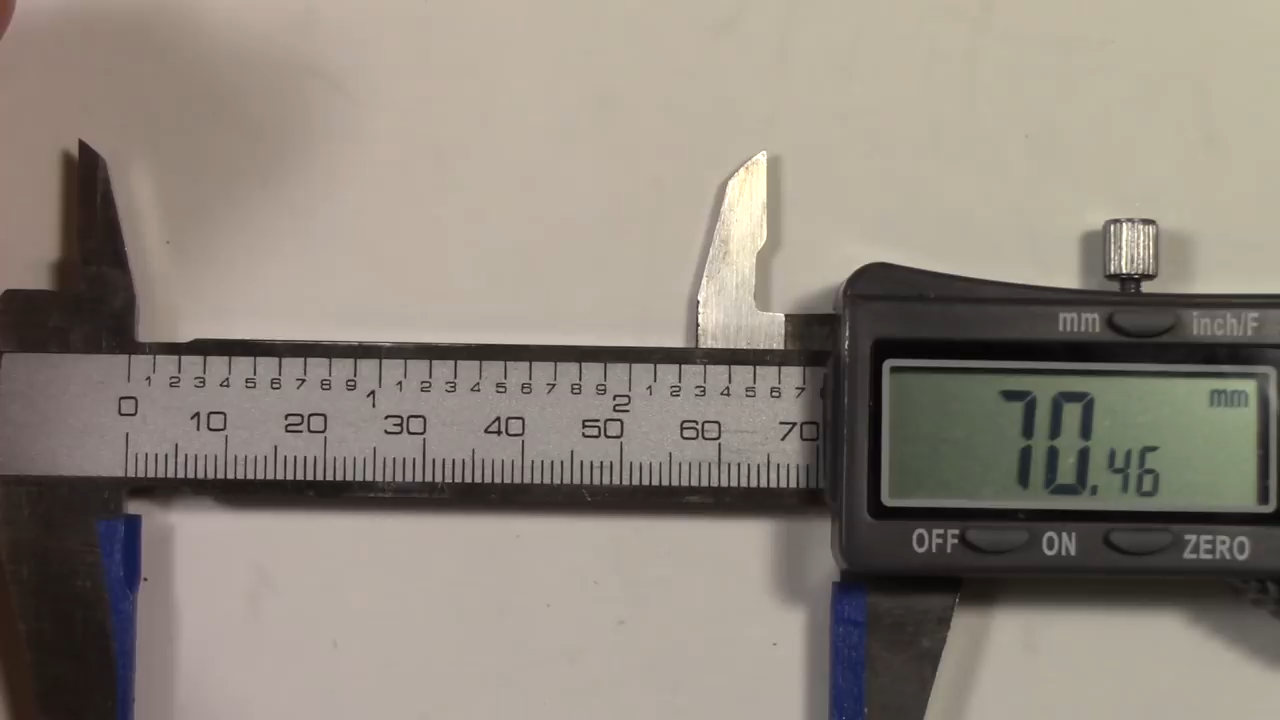 mm inch/F
1 2 3 4 5 6 7 8 9 1 1 2 3 4 5 6 7 8 9 2 1 2 3 4 5 6 7
0 10 20 30 40 50 60 70
mm
70.46
OFF ON ZERO